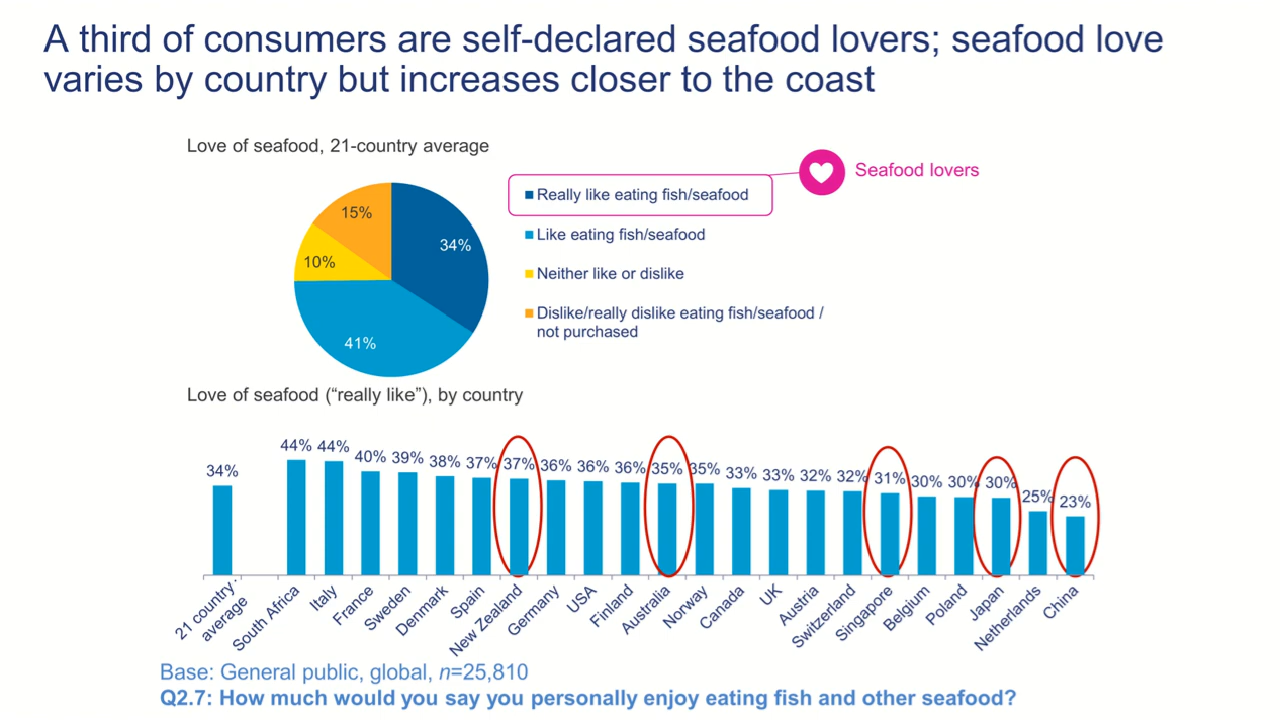 A third of consumers are self-declared seafood lovers; seafood love
varies by country but increases closer to the coast
Love of seafood, 21-country average
Seafood lovers
Really like eating fish/seafood
Like eating fish/seafood
Neither like or dislike
Dislike/really dislike eating fish/seafood /
not purchased
15%
34%
10%
41%
Love of seafood (“really like”), by country
34%
44%
44%
40%
39%
38%
37%
37%
36%
36%
36%
35%
35%
33%
33%
32%
32%
31%
30%
30%
30%
25%
23%
21 country
average
South Africa
Italy
France
Sweden
Denmark
Spain
New Zealand
Germany
USA
Finland
Australia
Norway
Canada
UK
Austria
Switzerland
Singapore
Belgium
Poland
Japan
Netherlands
China
Base: General public, global, n=25,810
Q2.7: How much would you say you personally enjoy eating fish and other seafood?